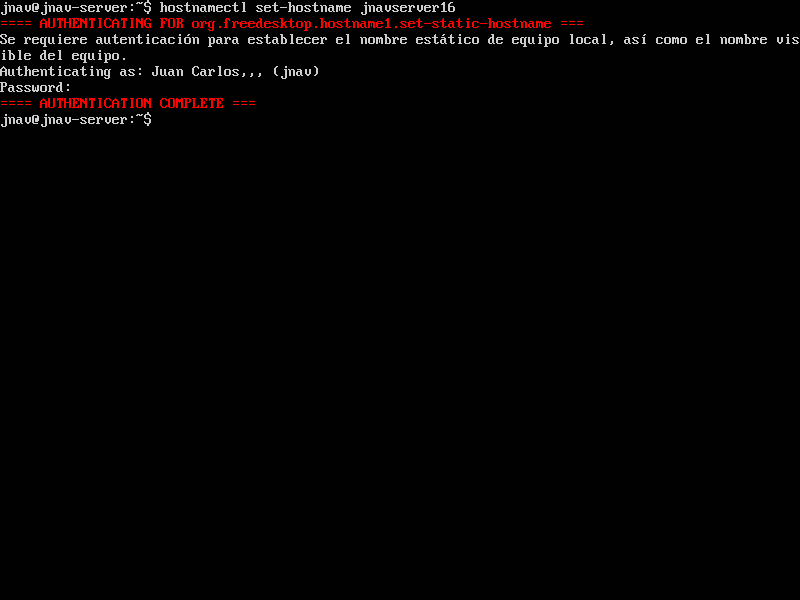 jnav@jnav-server:~$ hostnamectl set-hostname jnavserver16
==== AUTHENTICATING FOR org.freedesktop.hostname1.set-static-hostname ===
Se requiere autenticación para establecer el nombre estático de equipo local, así como el nombre vis
ible del equipo.
Authenticating as: Juan Carlos,,, (jnav)
Password:
==== AUTHENTICATION COMPLETE ===
jnav@jnav-server:~$